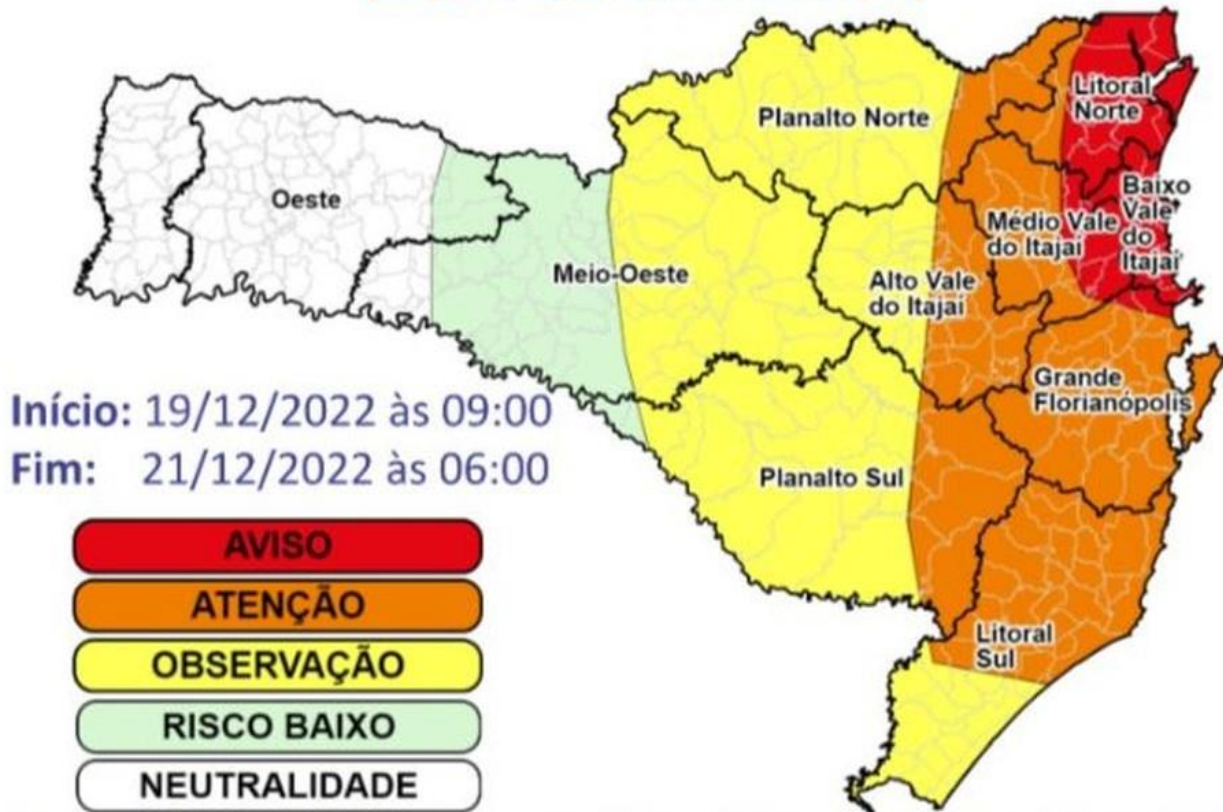 Litoral
Norte
Planalto Norte
Baixo
Vale
do
Itajaí
Oeste
Médio Vale
do Itajaí
Meio-Oeste
Alto Vale
do Itajaí
Grande
Florianópolis
Início: 19/12/2022 às 09:00
Fim: 21/12/2022 às 06:00
Planalto Sul
AVISO
ATENÇÃO
OBSERVAÇÃO
RISCO BAIXO
NEUTRALIDADE
Litoral
Sul